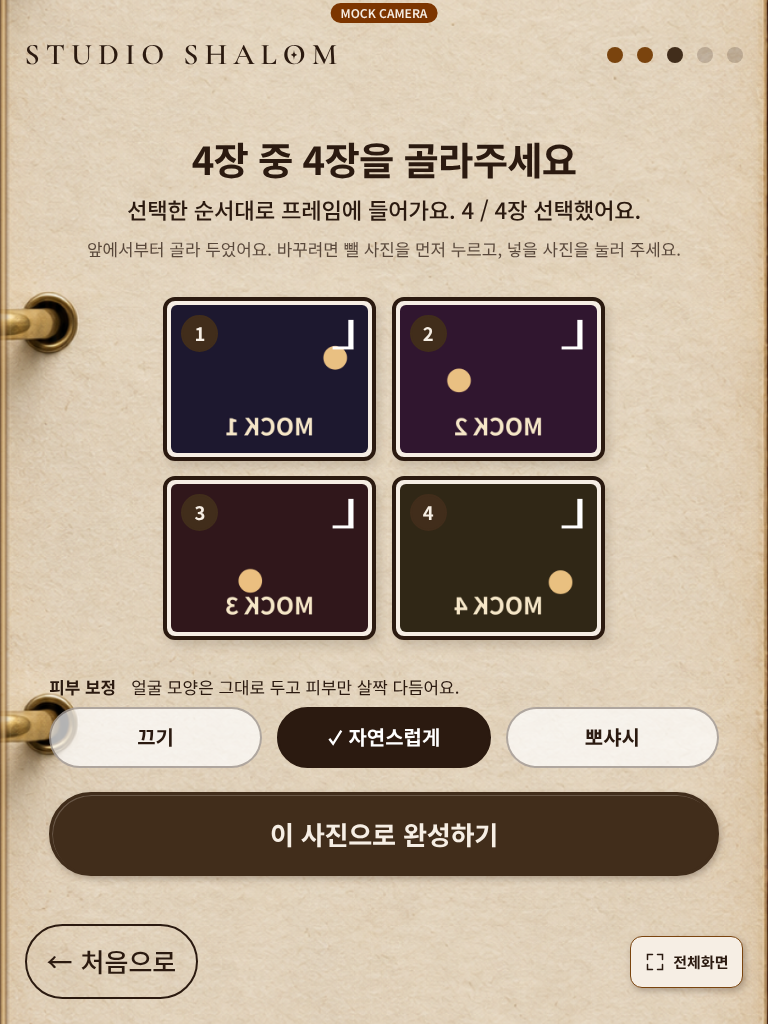 MOCK CAMERA
STUDIO SHALOM
4장 중 4장을 골라주세요
선택한 순서대로 프레임에 들어가요. 4 / 4장 선택했어요.
앞에서부터 골라 두었어요. 바꾸려면 뺄 사진을 먼저 누르고, 넣을 사진을 눌러 주세요.
1
MOCK 1
2
MOCK 2
3
MOCK 3
4
MOCK 4
피부 보정 얼굴 모양은 그대로 두고 피부만 살짝 다듬어요.
끄기
✓ 자연스럽게
뽀샤시
이 사진으로 완성하기
← 처음으로
전체화면